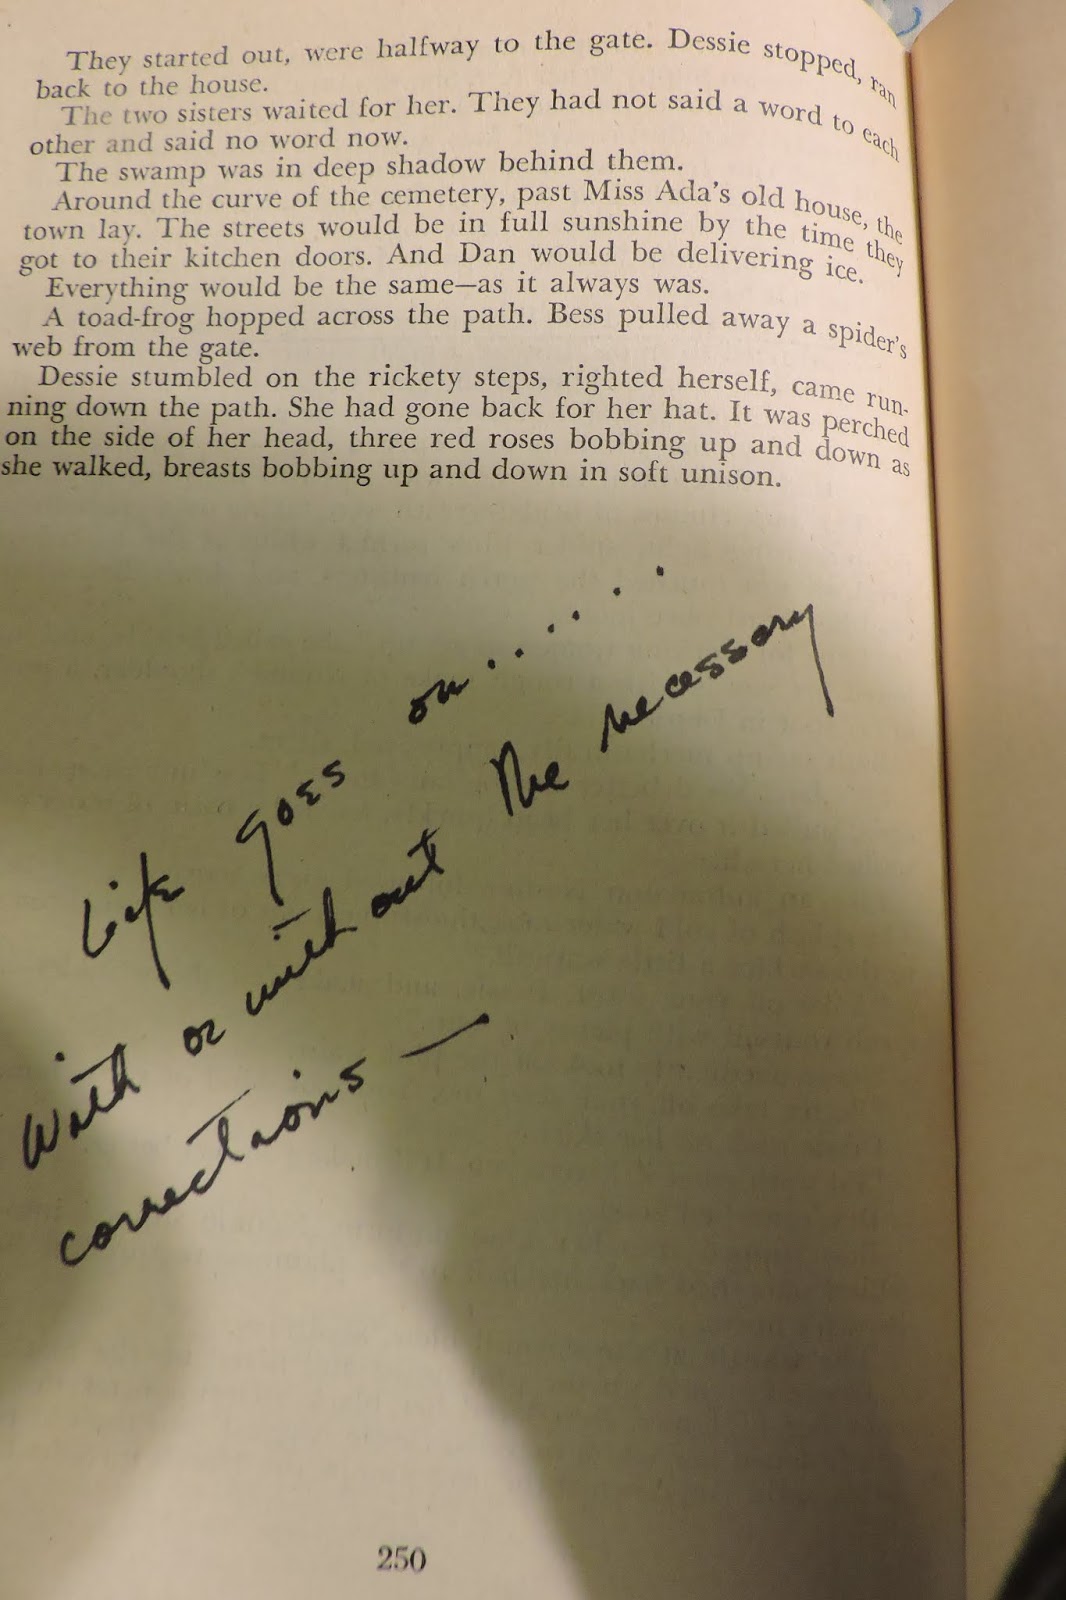 They started out, were halfway to the gate. Dessie stopped, ran
back to the house.
The two sisters waited for her. They had not said a word to each
other and said no word now.
The swamp was in deep shadow behind them.
Around the curve of the cemetery, past Miss Ada's old house, the
town lay. The streets would be in full sunshine by the time they
got to their kitchen doors. And Dan would be delivering ice.
Everything would be the same—as it always was.
A toad-frog hopped across the path. Bess pulled away a spider's
web from the gate.
Dessie stumbled on the rickety steps, righted herself, came run-
ning down the path. She had gone back for her hat. It was perched
on the side of her head, three red roses bobbing up and down as
she walked, breasts bobbing up and down in soft unison.
Life goes on.......
With or without the necessary
corrections —
250